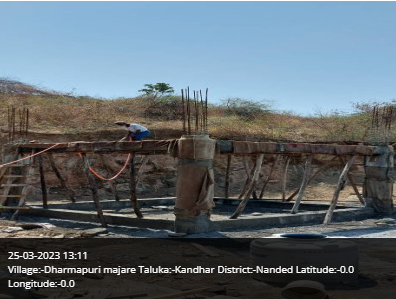 25-03-2023 13:11
Village:-Dharmapuri majare Taluka:-Kandhar District:-Nanded Latitude:-0.0
Longitude:-0.0